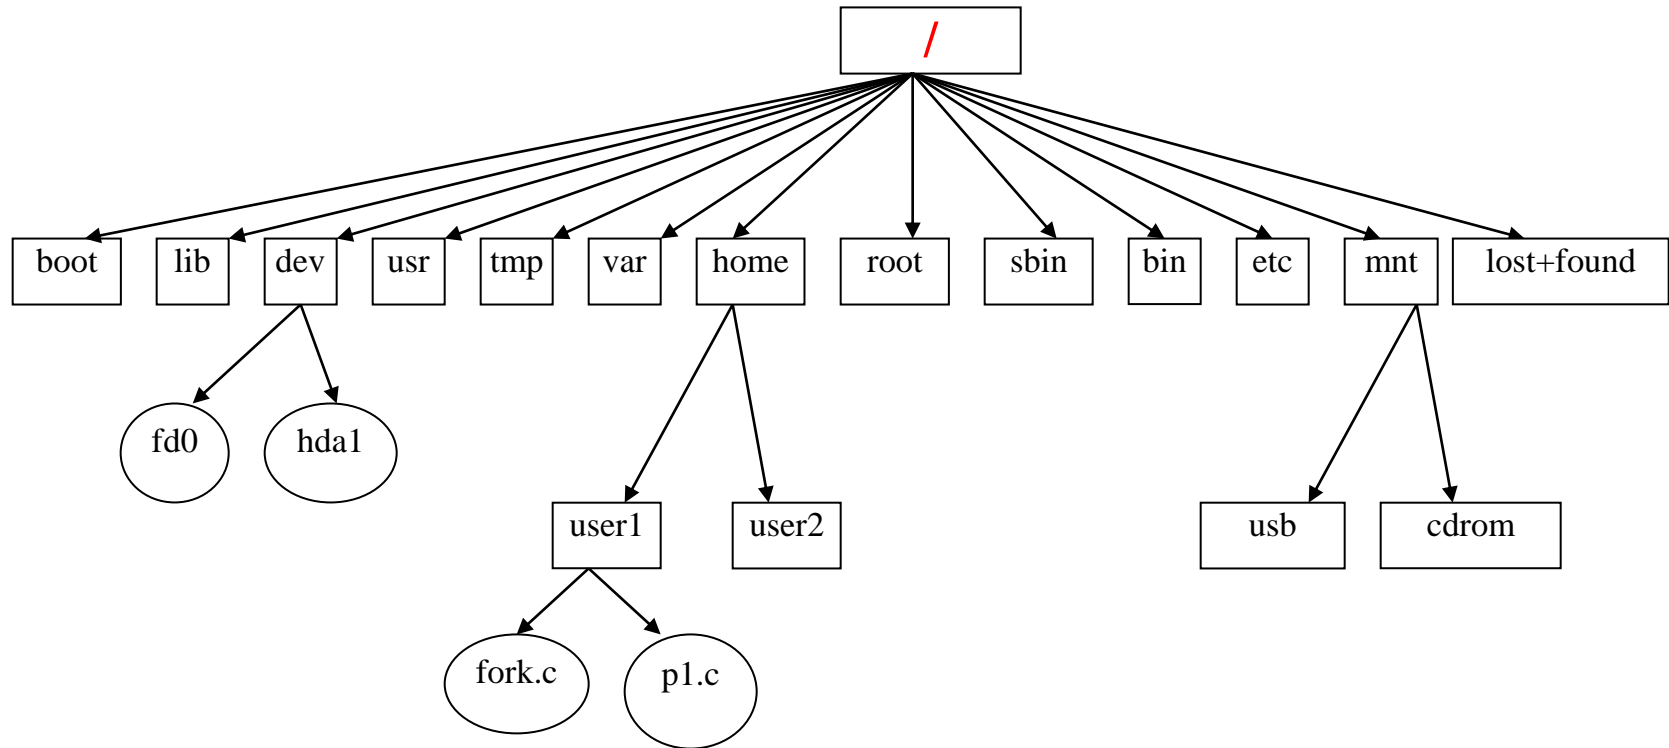 /
boot lib dev usr tmp var home root sbin bin etc mnt lost+found
fd0 hda1
user1 user2 usb cdrom
fork.c p1.c